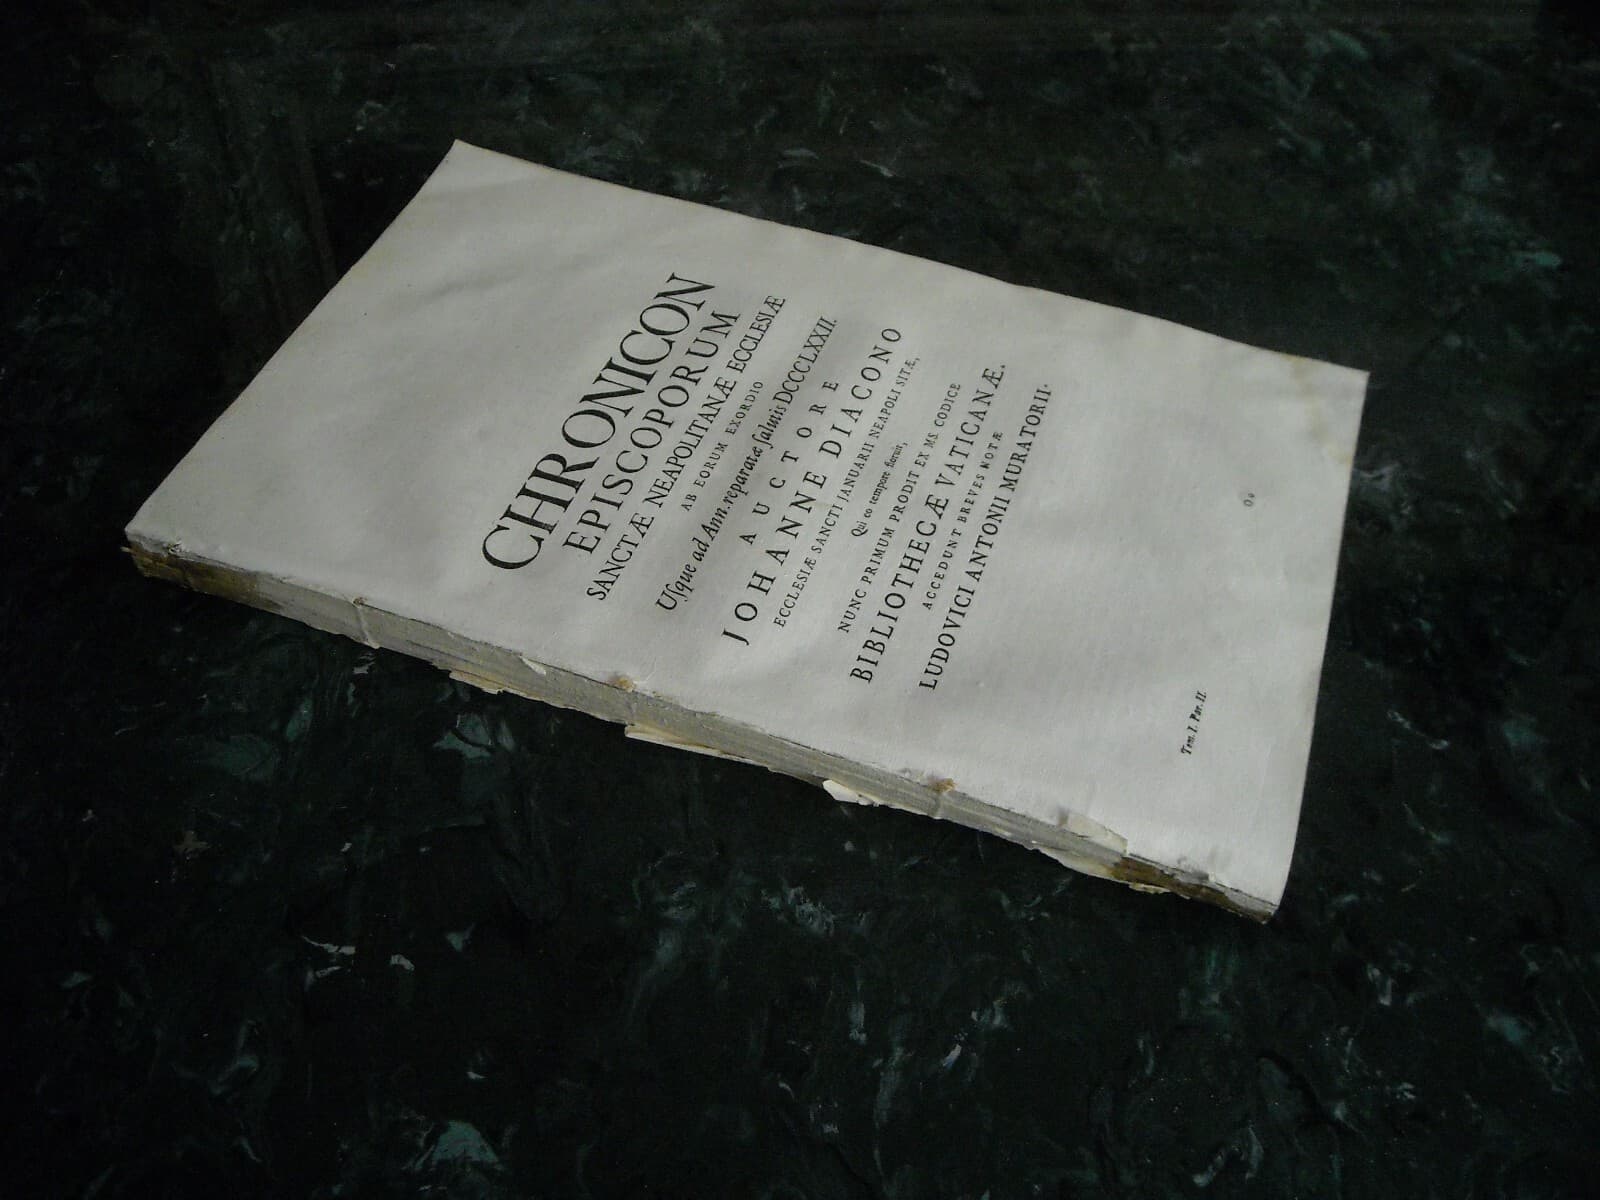 CHRONICON
EPISCOPORUM
SANCTÆ NEAPOLITANÆ ECCLESIÆ
AB EORUM EXORDIO
Uſque ad Ann. reparatæ ſalutis DCCCLXXII.
AUCTORE
JOHANNE DIACONO
ECCLESIÆ SANCTI JANUARII NEAPOLI SITÆ,
Qui eo tempore floruit,
NUNC PRIMUM PRODIT EX MS. CODICE
BIBLIOTHECÆ VATICANÆ.
ACCEDUNT BREVES NOTÆ
LUDOVICI ANTONII MURATORII.
Tom. I. Par. II.
Oo